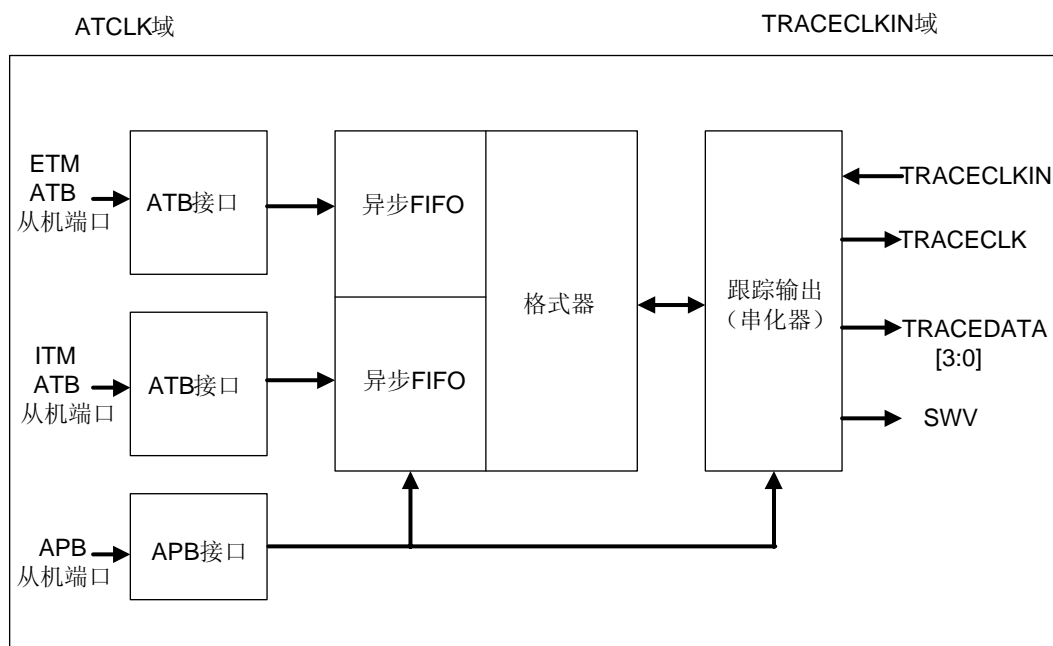 ATCLK域
TRACECLKIN域
ETM
ATB
从机端口
ATB接口
异步FIFO
ITM
ATB
从机端口
ATB接口
异步FIFO
格式器
APB
从机端口
APB接口
跟踪输出
（串化器）
TRACECLKIN
TRACECLK
TRACEDATA
[3:0]
SWV